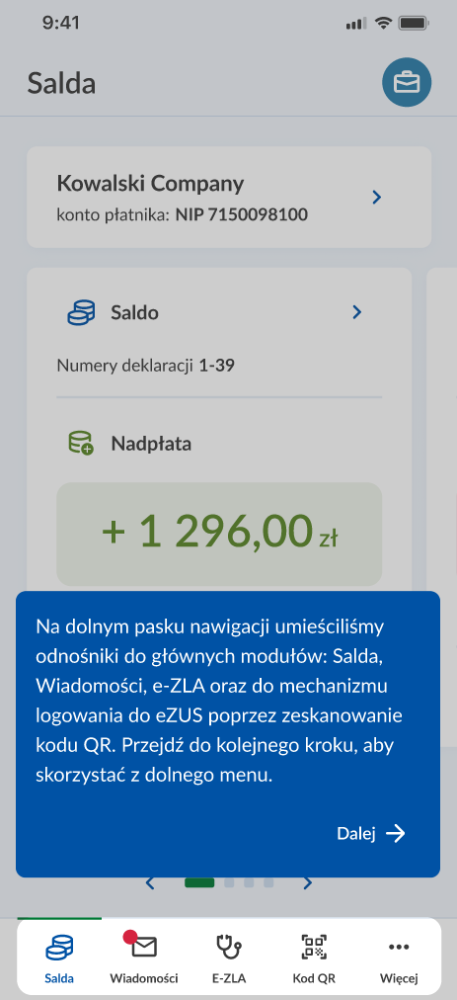 9:41
Salda
Kowalski Company
konto płatnika: NIP 7150098100
Saldo
Numery deklaracji 1-39
Nadpłata
+ 1 296,00 zł
Na dolnym pasku nawigacji umieściliśmy
odnośniki do głównych modułów: Salda,
Wiadomości, e-ZLA oraz do mechanizmu
logowania do eZUS poprzez zeskanowanie
kodu QR. Przejdź do kolejnego kroku, aby
skorzystać z dolnego menu.
Dalej
Salda
Wiadomości
E-ZLA
Kod QR
Więcej